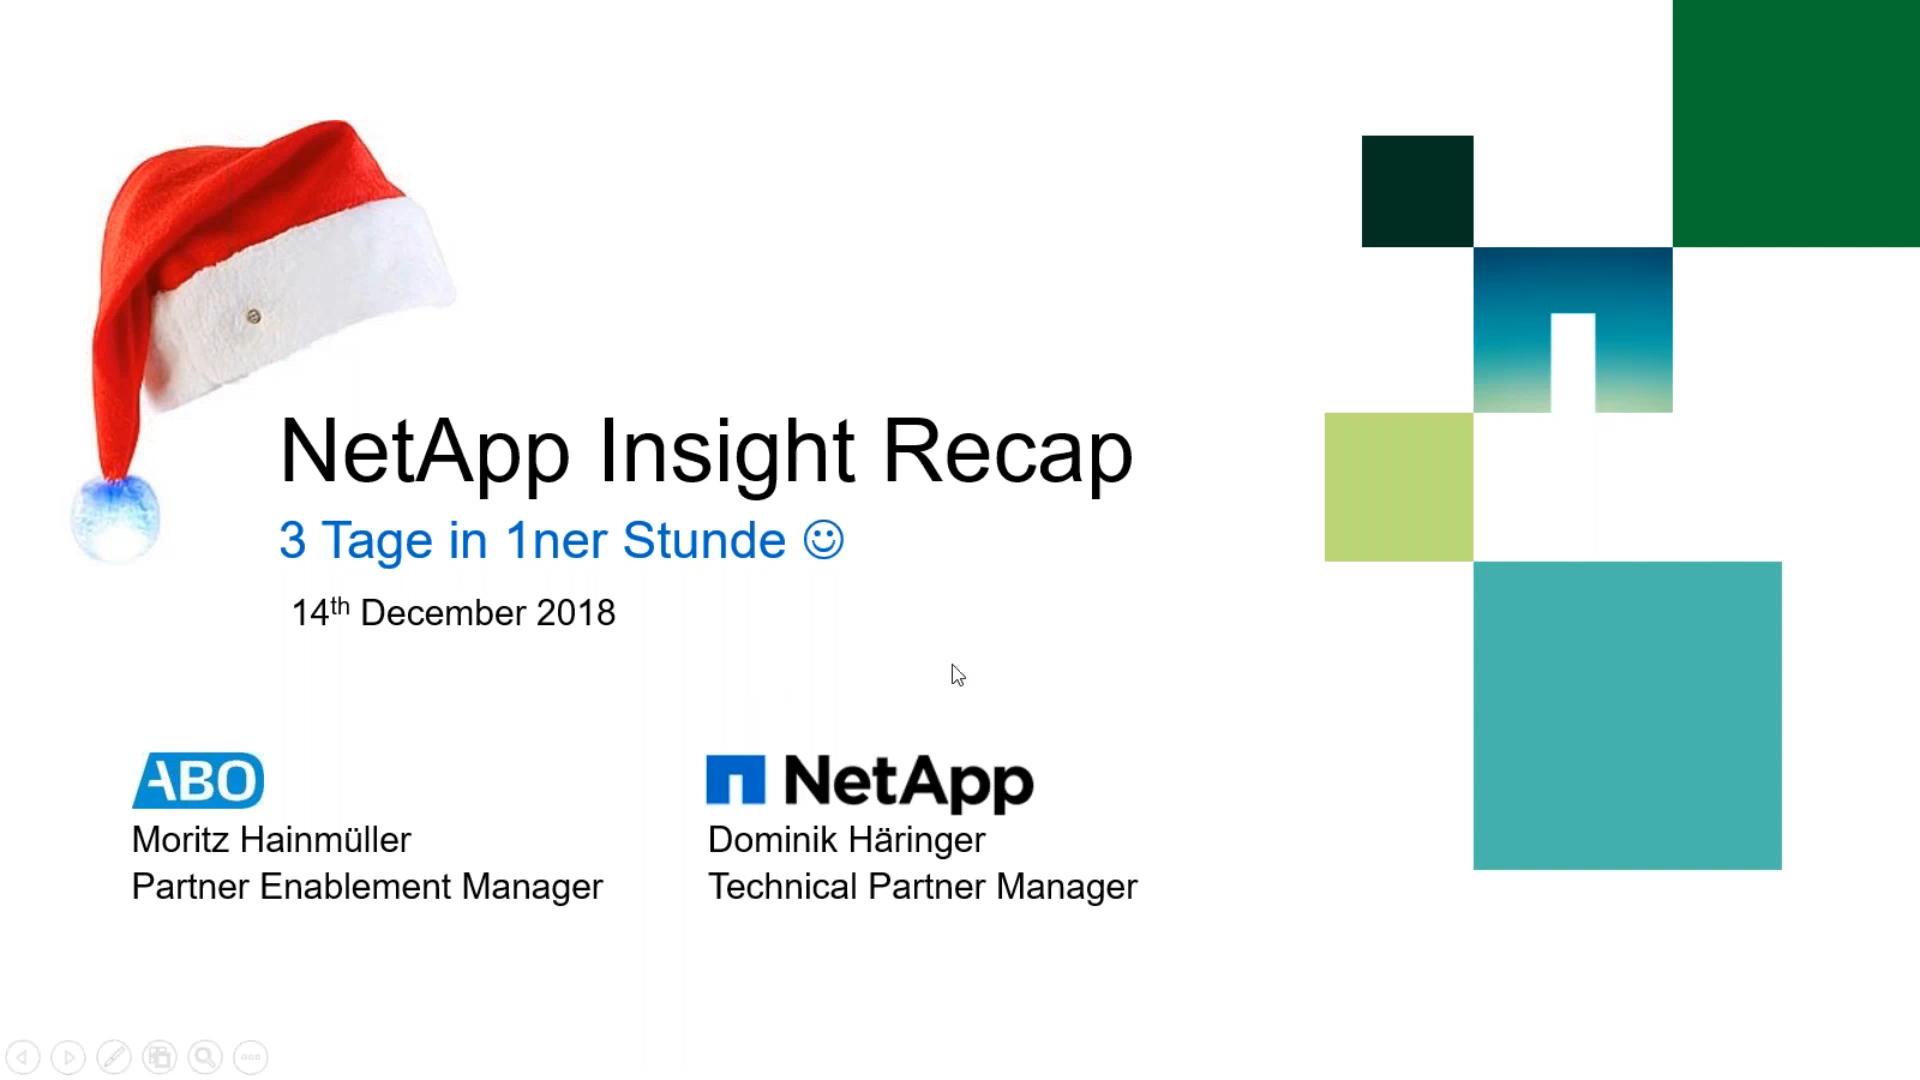 NetApp Insight Recap
3 Tage in 1ner Stunde ☺
14th December 2018
ABO
Moritz Hainmüller
Partner Enablement Manager
NetApp
Dominik Häringer
Technical Partner Manager